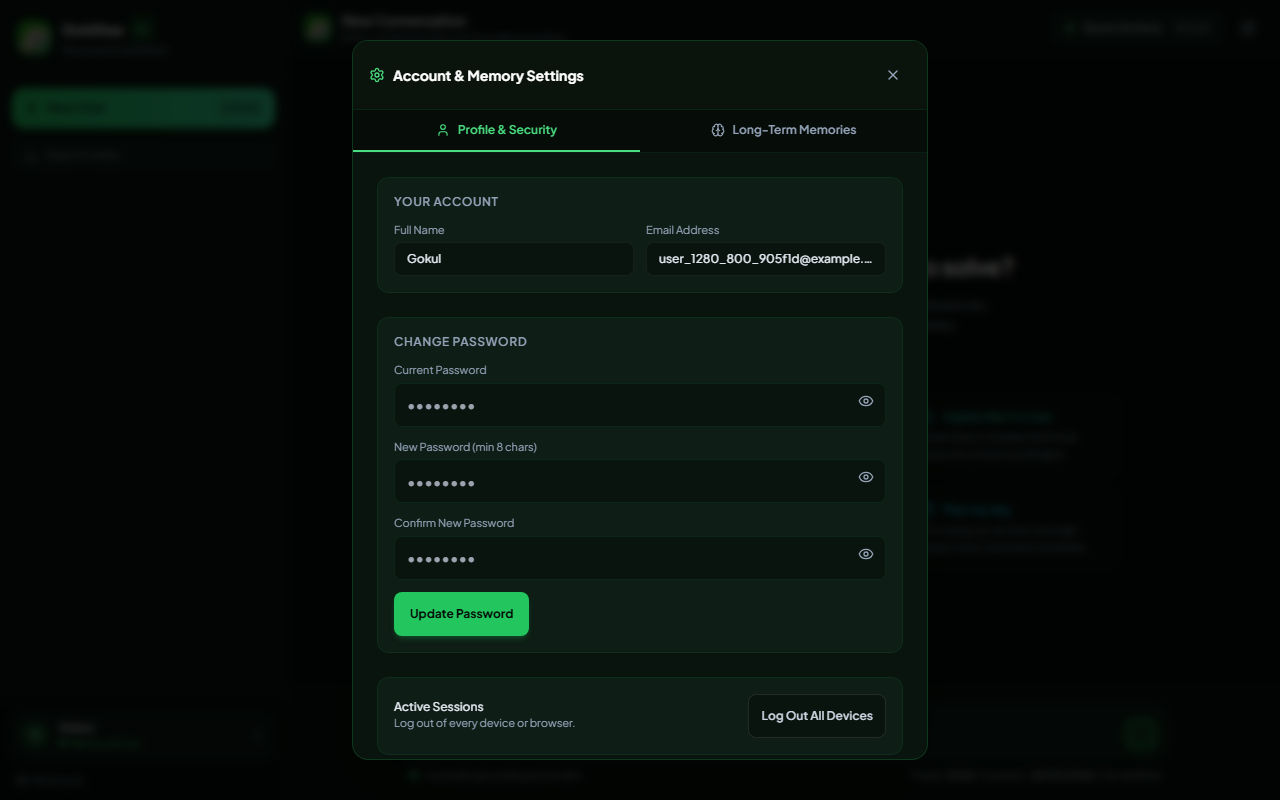 Account & Memory Settings
Profile & Security
Long-Term Memories
YOUR ACCOUNT
Full Name
Email Address
Gokul
user_1280_800_905f1d@example.…
CHANGE PASSWORD
Current Password
••••••••
New Password (min 8 chars)
••••••••
Confirm New Password
••••••••
Update Password
Active Sessions
Log out of every device or browser.
Log Out All Devices